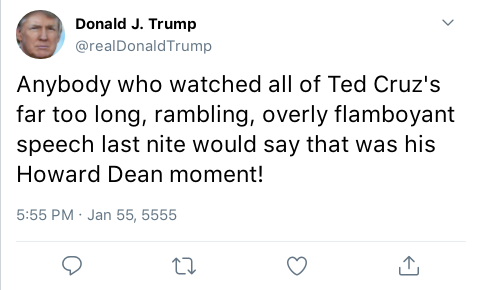 Donald J. Trump
@realDonaldTrump
Anybody who watched all of Ted Cruz's
far too long, rambling, overly flamboyant
speech last nite would say that was his
Howard Dean moment!
5:55 PM · Jan 55, 5555